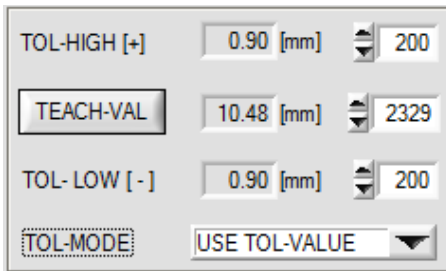 TOL-HIGH [+] 0.90 [mm] 200
TEACH-VAL 10.48 [mm] 2329
TOL- LOW [ - ] 0.90 [mm] 200
TOL-MODE USE TOL-VALUE